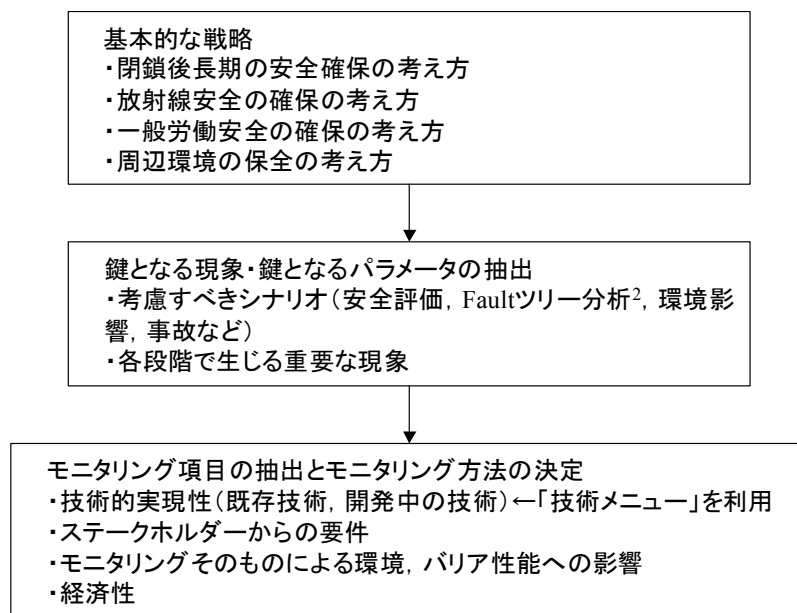 基本的な戦略
・閉鎖後長期の安全確保の考え方
・放射線安全の確保の考え方
・一般労働安全の確保の考え方
・周辺環境の保全の考え方
鍵となる現象・鍵となるパラメータの抽出
・考慮すべきシナリオ(安全評価, Faultツリー分析², 環境影
響, 事故など)
・各段階で生じる重要な現象
モニタリング項目の抽出とモニタリング方法の決定
・技術的実現性(既存技術, 開発中の技術)←「技術メニュー」を利用
・ステークホルダーからの要件
・モニタリングそのものによる環境, バリア性能への影響
・経済性